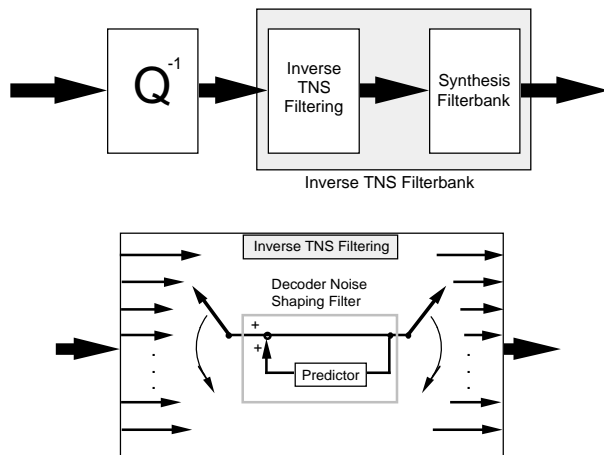 Q-1
Inverse
TNS
Filtering
Synthesis
Filterbank
Inverse TNS Filterbank
Inverse TNS Filtering
Decoder Noise
Shaping Filter
+
+
Predictor